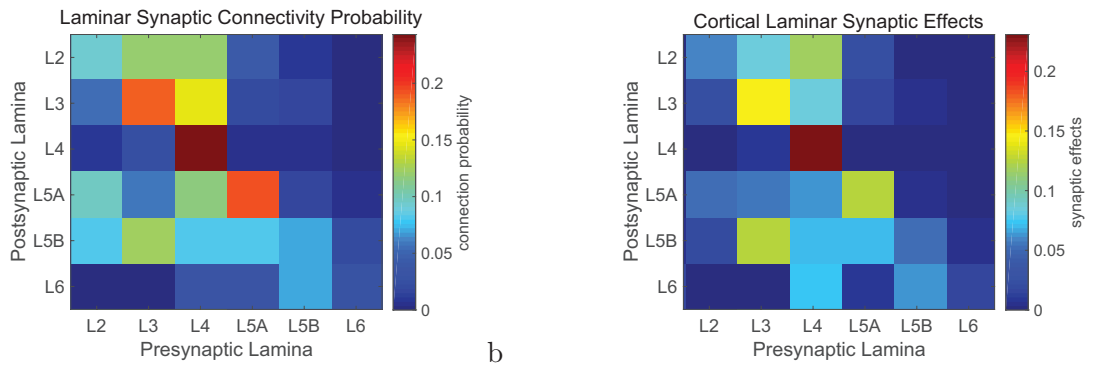 Laminar Synaptic Connectivity Probability
Postsynaptic Lamina
L2
L3
L4
L5A
L5B
L6
L2 L3 L4 L5A L5B L6
Presynaptic Lamina
0.2
0.15
0.1
0.05
0
connection probability
b
Cortical Laminar Synaptic Effects
Postsynaptic Lamina
L2
L3
L4
L5A
L5B
L6
L2 L3 L4 L5A L5B L6
Presynaptic Lamina
0.2
0.15
0.1
0.05
0
synaptic effects